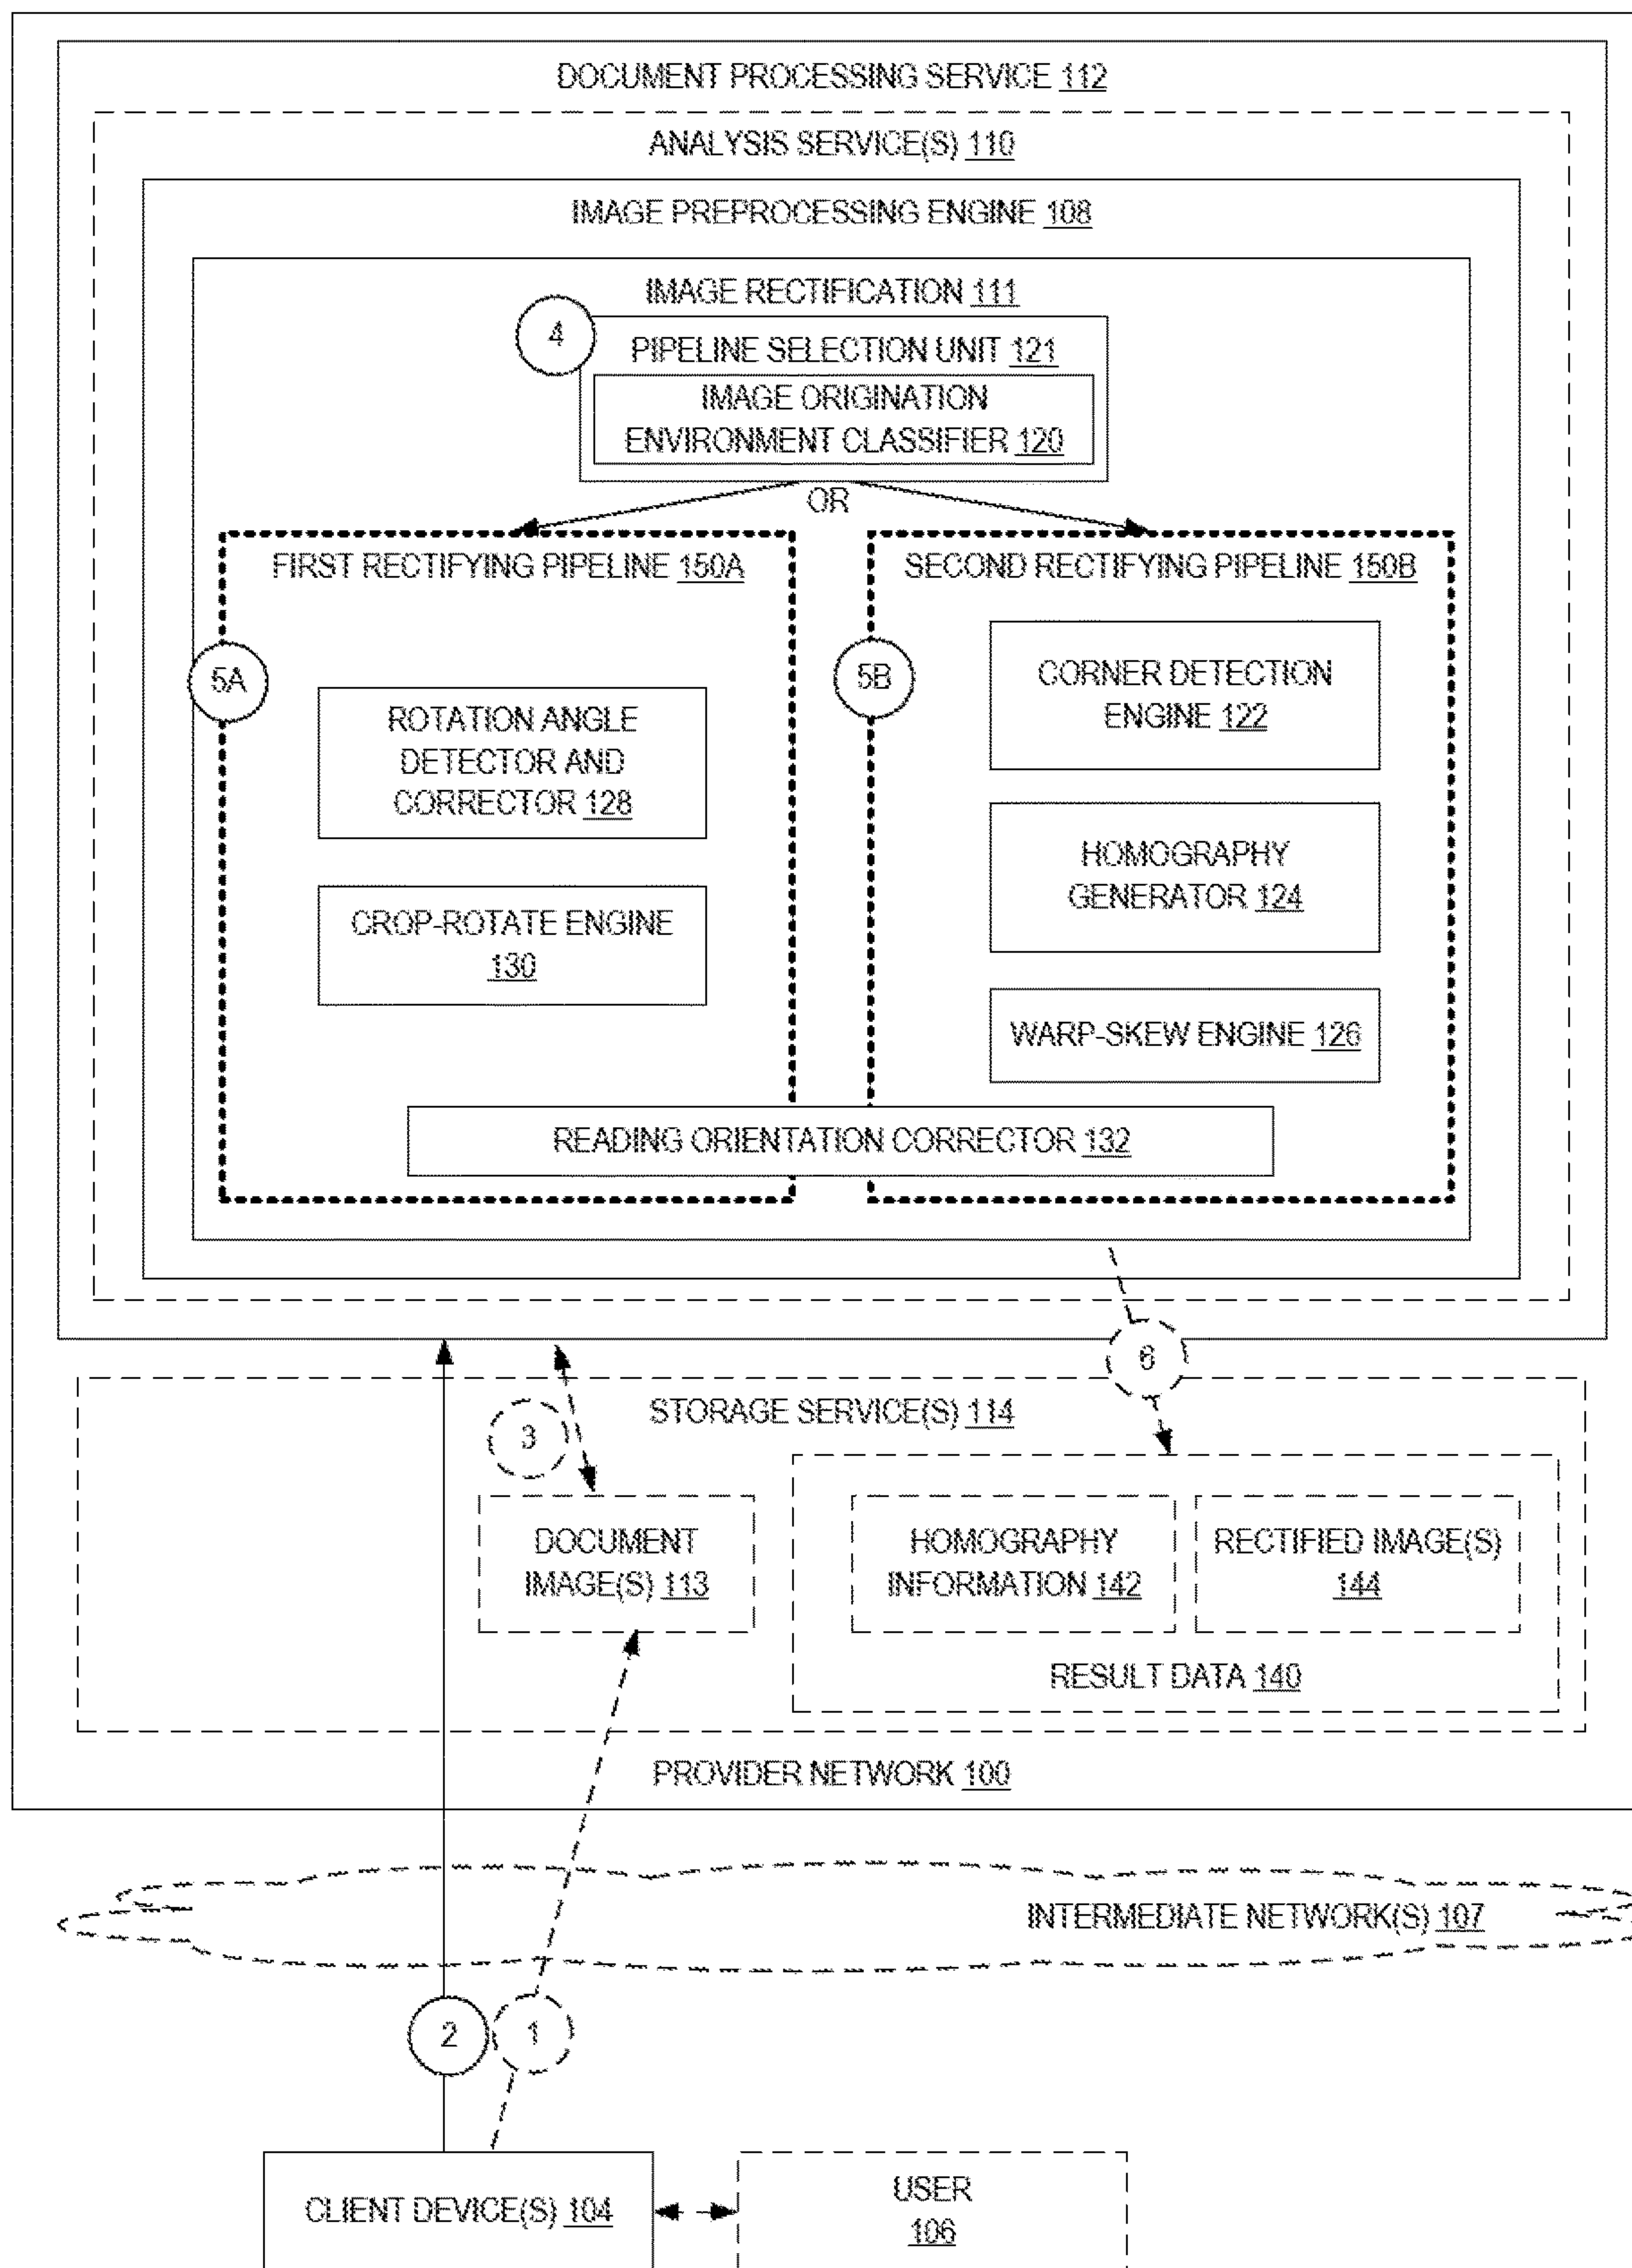 DOCUMENT PROCESSING SERVICE 112
ANALYSIS SERVICE(S) 110
IMAGE PREPROCESSING ENGINE 108
IMAGE RECTIFICATION 111
4
PIPELINE SELECTION UNIT 121
IMAGE ORIGINATION
ENVIRONMENT CLASSIFIER 120
OR
FIRST RECTIFYING PIPELINE 150A
5A
ROTATION ANGLE
DETECTOR AND
CORRECTOR 128
CROP-ROTATE ENGINE
130
SECOND RECTIFYING PIPELINE 150B
5B
CORNER DETECTION
ENGINE 122
HOMOGRAPHY
GENERATOR 124
WARP-SKEW ENGINE 126
READING ORIENTATION CORRECTOR 132
6
STORAGE SERVICE(S) 114
3
DOCUMENT
IMAGE(S) 113
HOMOGRAPHY
INFORMATION 142
RECTIFIED IMAGE(S)
144
RESULT DATA 140
PROVIDER NETWORK 100
INTERMEDIATE NETWORK(S) 107
2
1
CLIENT DEVICE(S) 104
USER
106